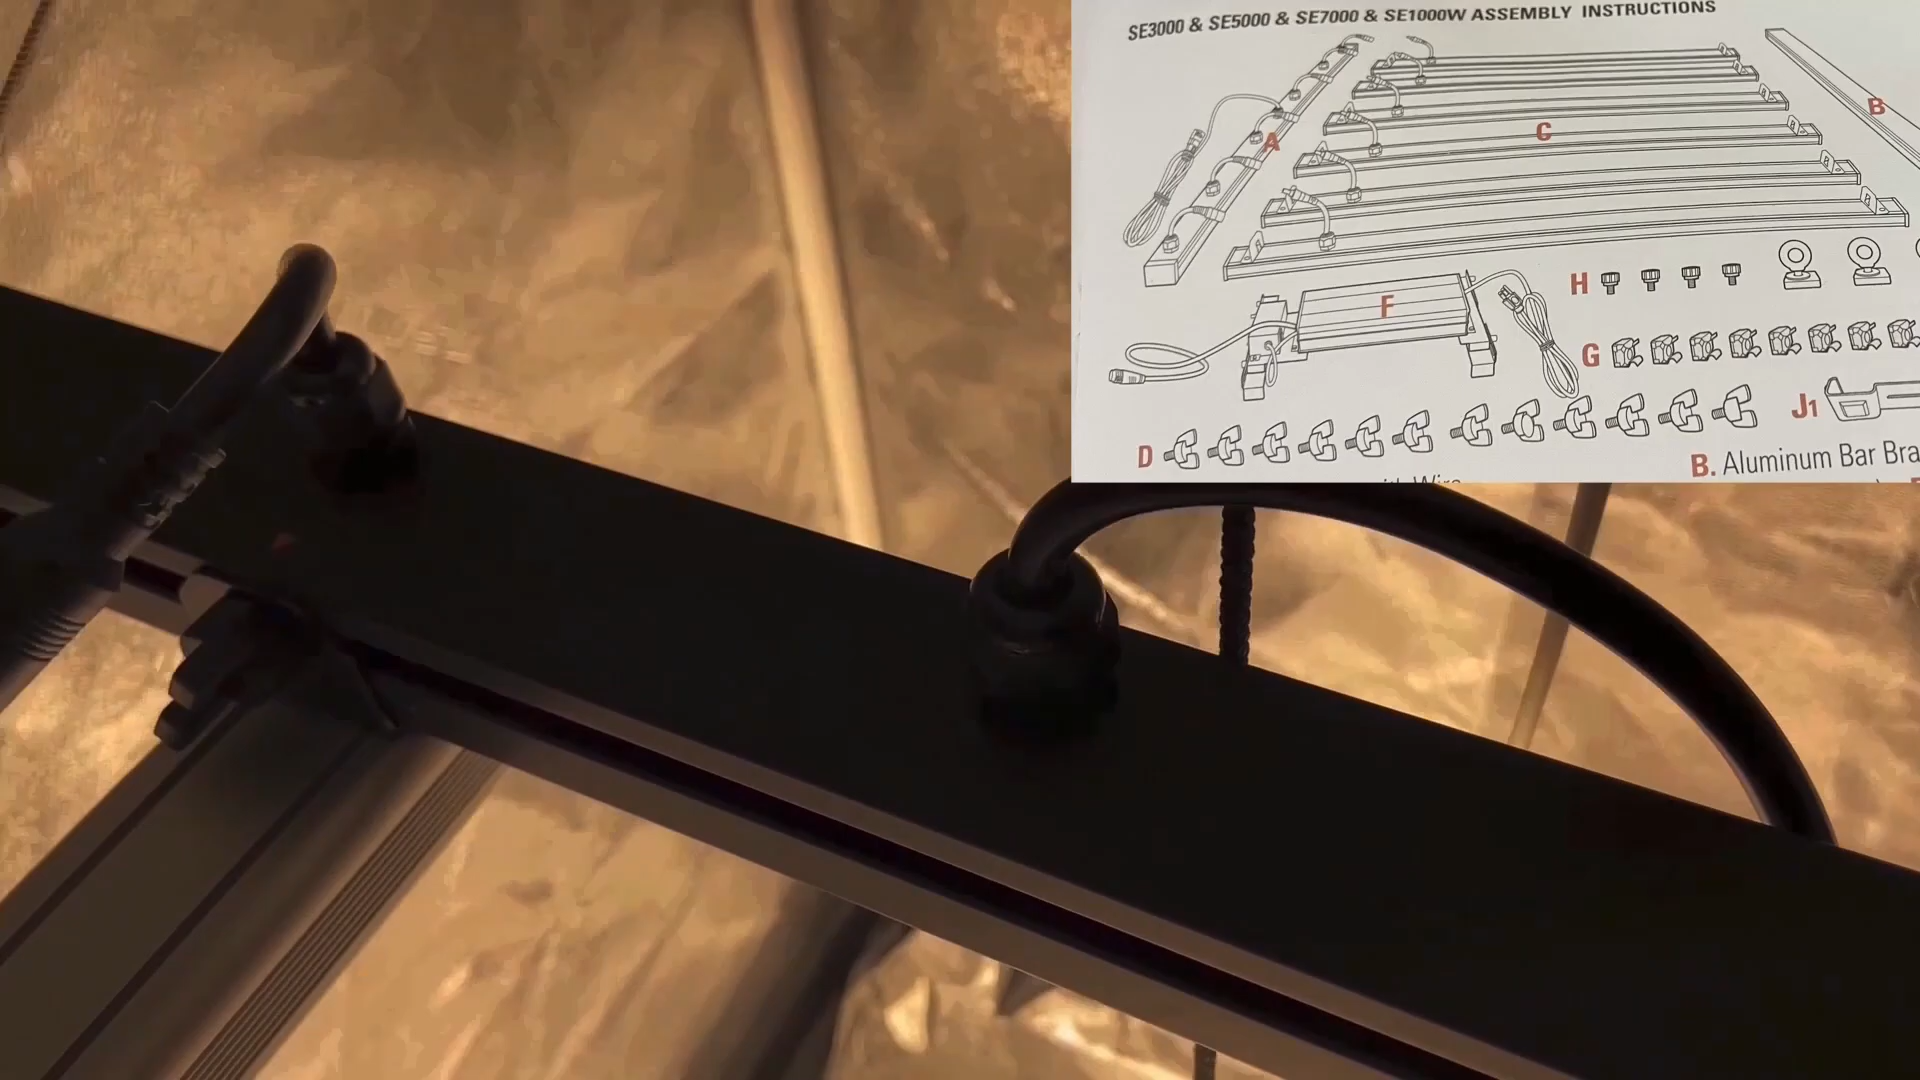 SE3000 & SE5000 & SE7000 & SE1000W ASSEMBLY INSTRUCTIONS
A
C
B
F
H
G
D
J1
B. Aluminum Bar Bra